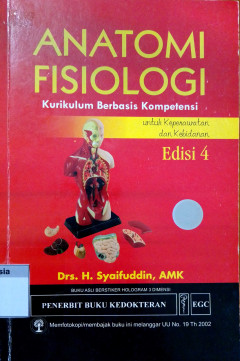 ANATOMI
FISIOLOGI
Kurikulum Berbasis Kompetensi
untuk Keperawatan
dan Kebidanan
Edisi 4
sia
Drs. H. Syaifuddin, AMK
BUKU ASLI BERSTIKER HOLOGRAM 3 DIMENSI
PENERBIT BUKU KEDOKTERAN
EGC
Memfotokopi/membajak buku ini melanggar UU No. 19 Th 2002